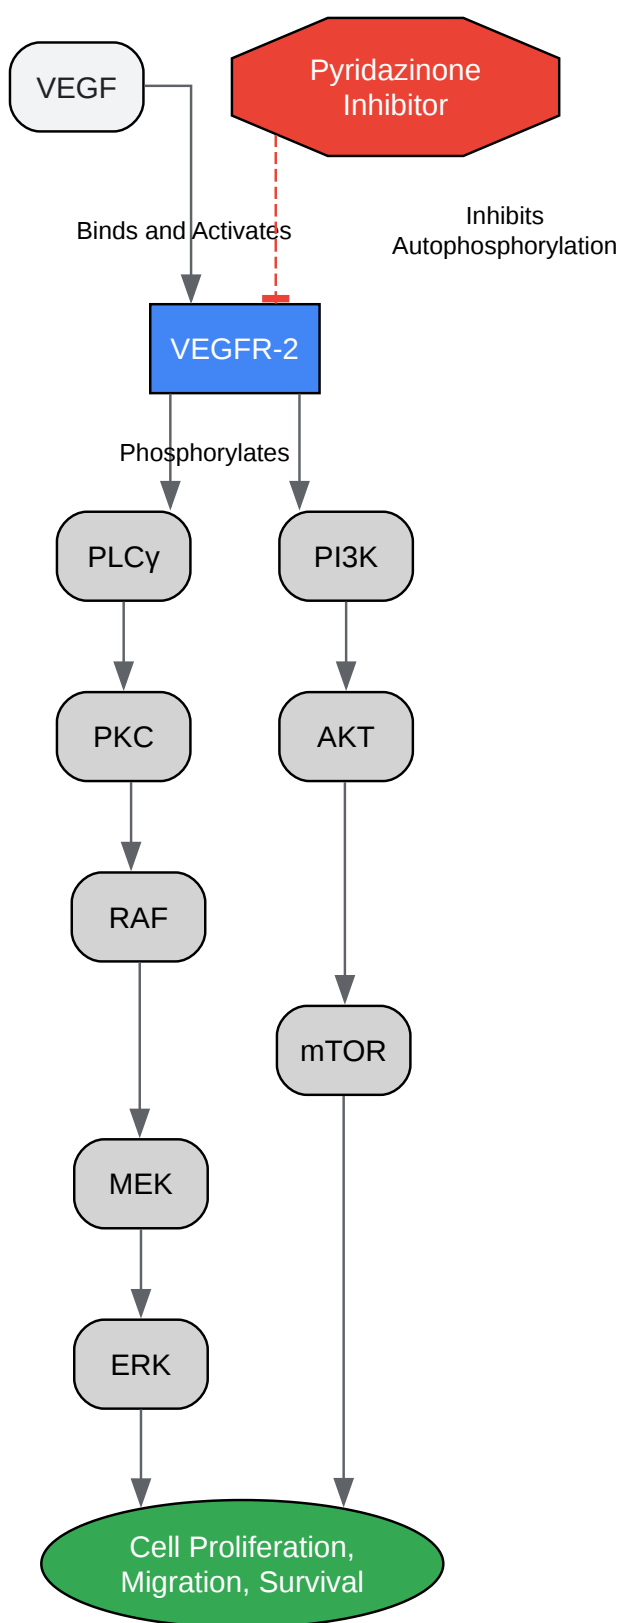 VEGF
Pyridazinone
Inhibitor
Binds and Activates
Inhibits
Autophosphorylation
VEGFR-2
Phosphorylates
PLCγ
PI3K
PKC
AKT
RAF
mTOR
MEK
ERK
Cell Proliferation,
Migration, Survival